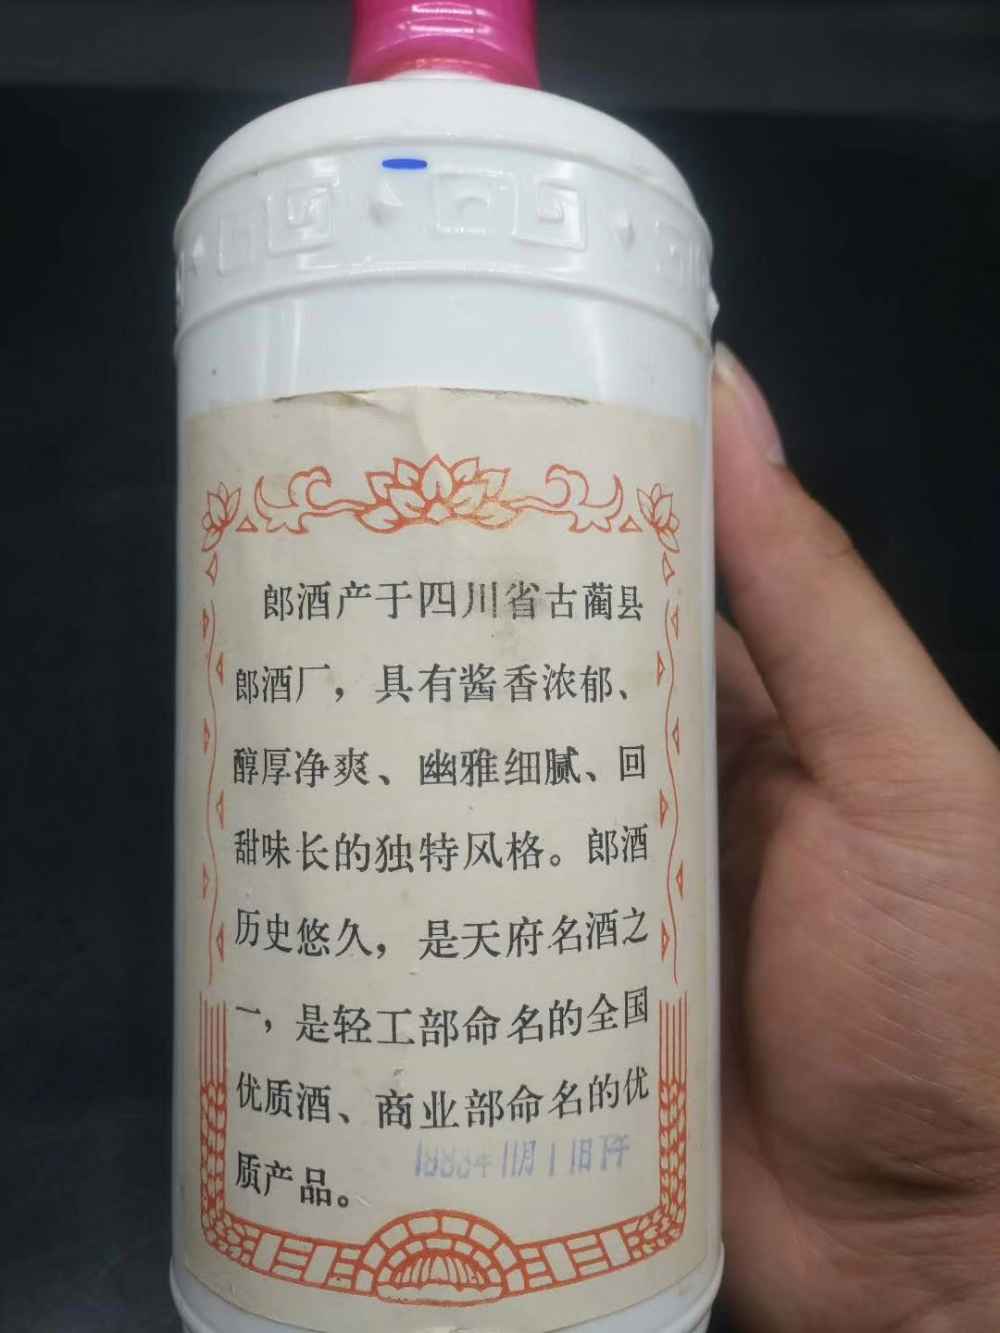 郎酒产于四川省古蔺县
郎酒厂，具有酱香浓郁、
醇厚净爽、幽雅细腻、回
甜味长的独特风格。郎酒
历史悠久，是天府名酒之
一，是轻工部命名的全国
优质酒、商业部命名的优
质产品。